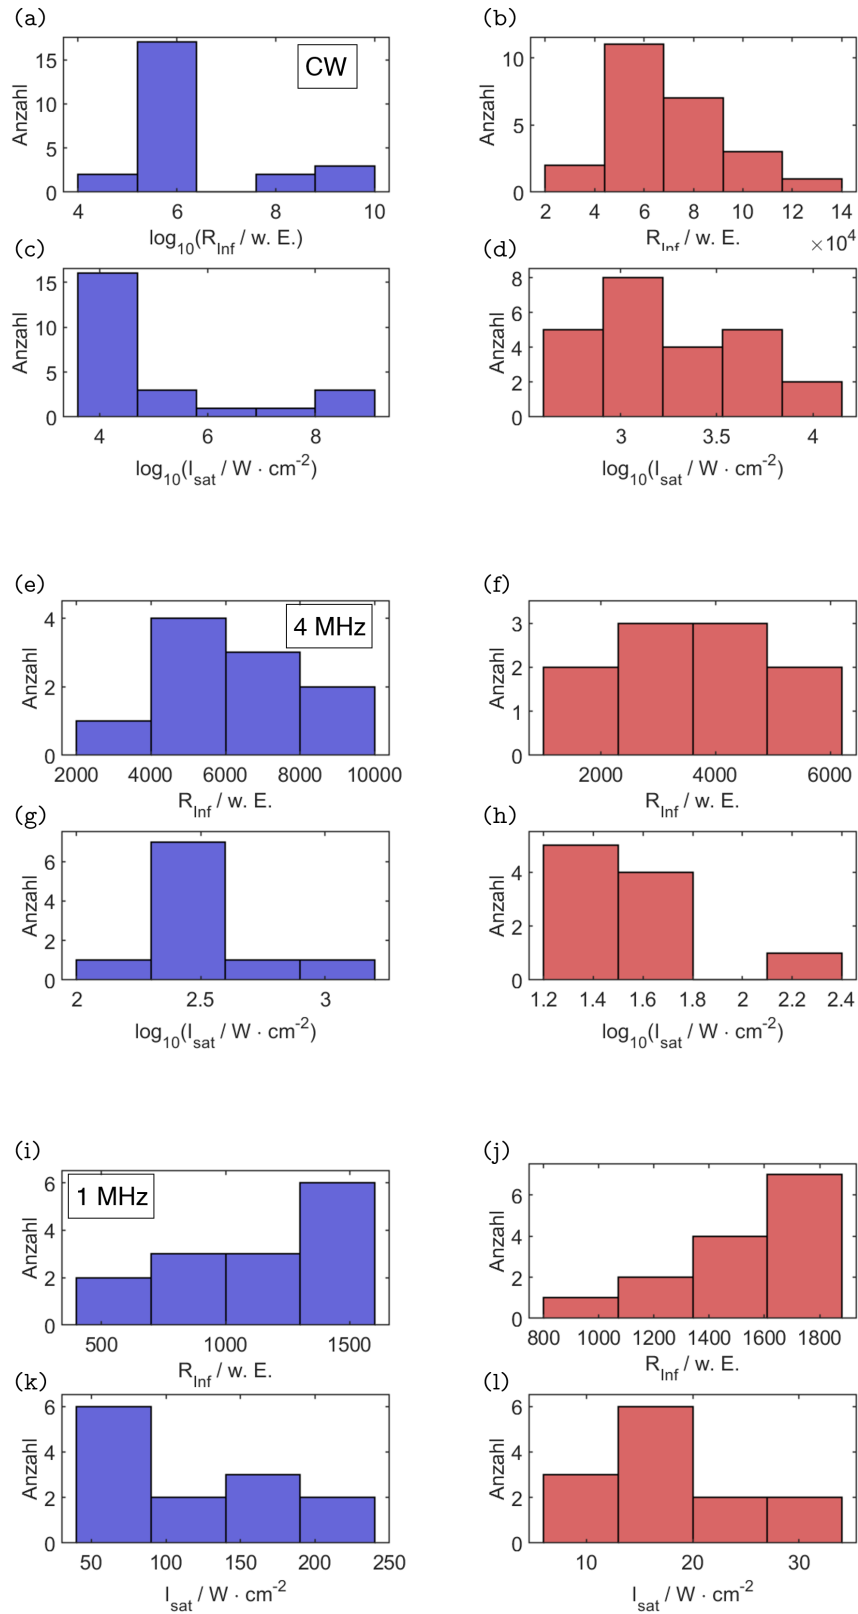 (a) (b)
CW
Anzahl
15
10
5
0
4 6 8 10
log10(RInf / w. E.)
Anzahl
10
5
0
2 4 6 8 10 12 14
RInf / w. E. ×10^4
(c) (d)
Anzahl
15
10
5
0
4 6 8
log10(Isat / W · cm-2)
Anzahl
8
6
4
2
0
3 3.5 4
log10(Isat / W · cm-2)
(e) (f)
4 MHz
Anzahl
4
2
0
2000 4000 6000 8000 10000
RInf / w. E.
Anzahl
3
2
1
0
2000 4000 6000
RInf / w. E.
(g) (h)
Anzahl
6
4
2
0
2 2.5 3
log10(Isat / W · cm-2)
Anzahl
4
2
0
1.2 1.4 1.6 1.8 2 2.2 2.4
log10(Isat / W · cm-2)
(i) (j)
1 MHz
Anzahl
6
4
2
0
500 1000 1500
RInf / w. E.
Anzahl
6
4
2
0
800 1000 1200 1400 1600 1800
RInf / w. E.
(k) (l)
Anzahl
6
4
2
0
50 100 150 200 250
Isat / W · cm-2
Anzahl
6
4
2
0
10 20 30
Isat / W · cm-2